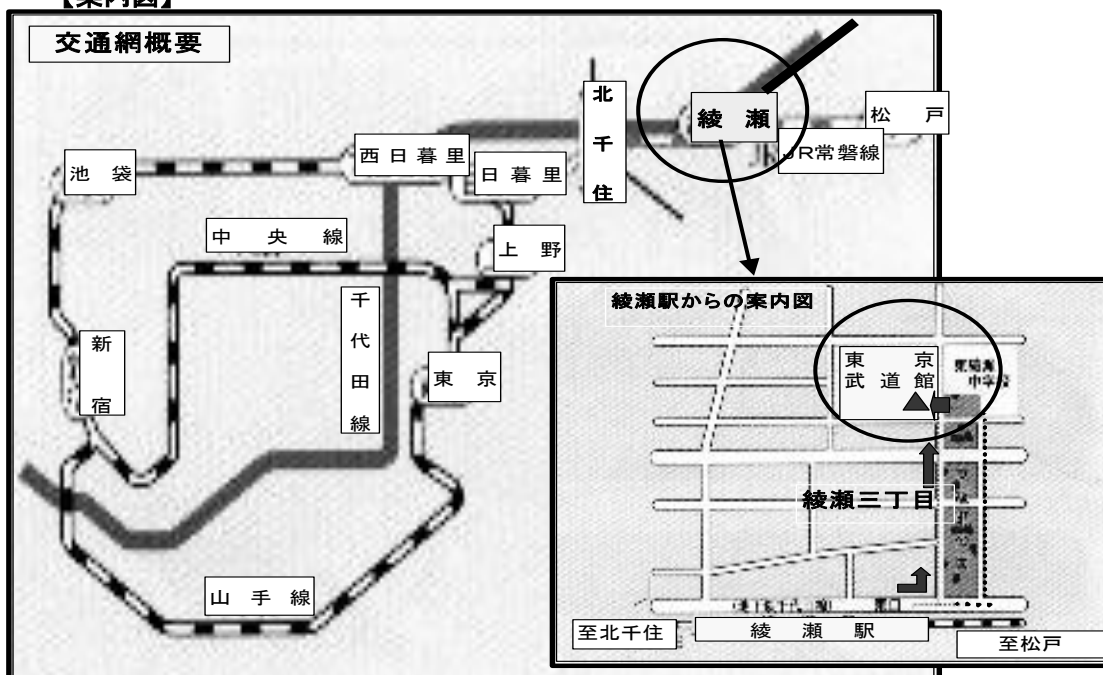 【案内図】
交通網概要
北千住
綾 瀬
松 戸
JR常磐線
西日暮里
日暮里
池 袋
中 央 線
上 野
千代田線
新宿
東 京
山 手 線
綾瀬駅からの案内図
東 京
武 道 館
綾瀬三丁目
至北千住
綾 瀬 駅
至松戸